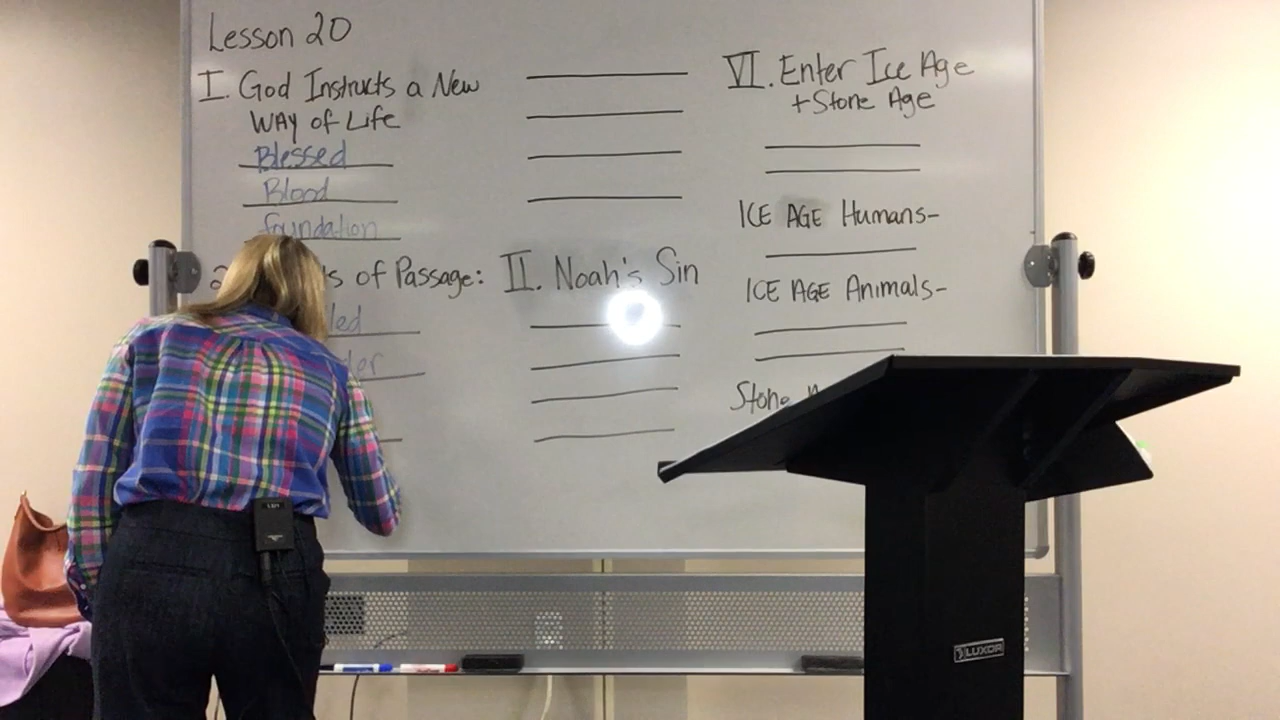 Lesson 20
I. God Instructs a New
WAY of Life
Blessed
Blood
foundation
of Passage:
II. Noah's Sin
VI. Enter Ice Age
+ Stone Age
ICE AGE Humans-
ICE AGE Animals-
Stone
LUXOR